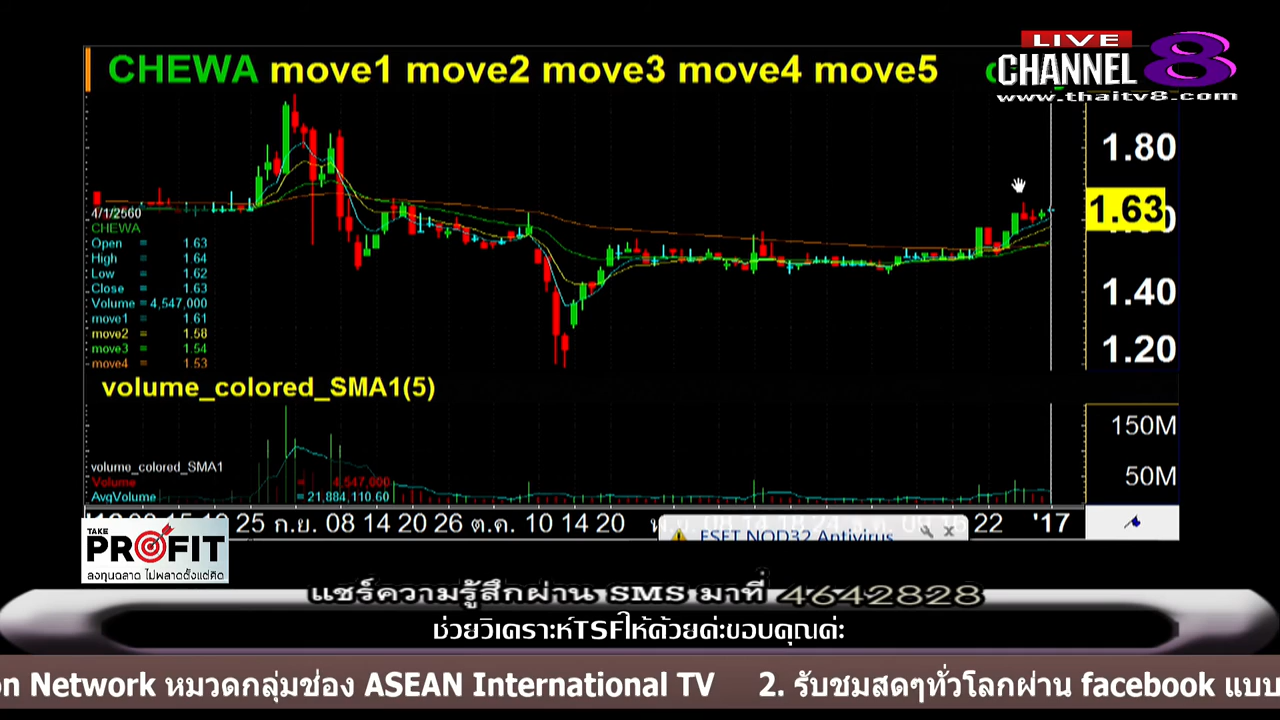 LIVE
CHANNEL 8
www.thaitv8.com
CHEWA move1 move2 move3 move4 move5
1.80
1.63
1.40
1.20
4/1/2560
CHEWA
Open = 1.63
High = 1.64
Low = 1.62
Close = 1.63
Volume = 4,547,000
move1 = 1.61
move2 = 1.58
move3 = 1.54
move4 = 1.53
volume_colored_SMA1(5)
150M
50M
volume_colored_SMA1
Volume = 4,547,000
AvgVolume = 21,884,110.60
25 ก.ย. 08 14 20 26 ต.ค. 10 14 20 22 '17
ESET NOD32 Antivirus
TAKE
PROFIT
ลงทุนฉลาด ไม่พลาดตั้งแต่คิด
แชร์ความรู้สึกผ่าน SMS มาที่ 4642828
ช่วยวิเคราะห์TSFให้ด้วยค่ะขอบคุณค่ะ
on Network หมวดกลุ่มช่อง ASEAN International TV 2. รับชมสดๆทั่วโลกผ่าน facebook แบบ